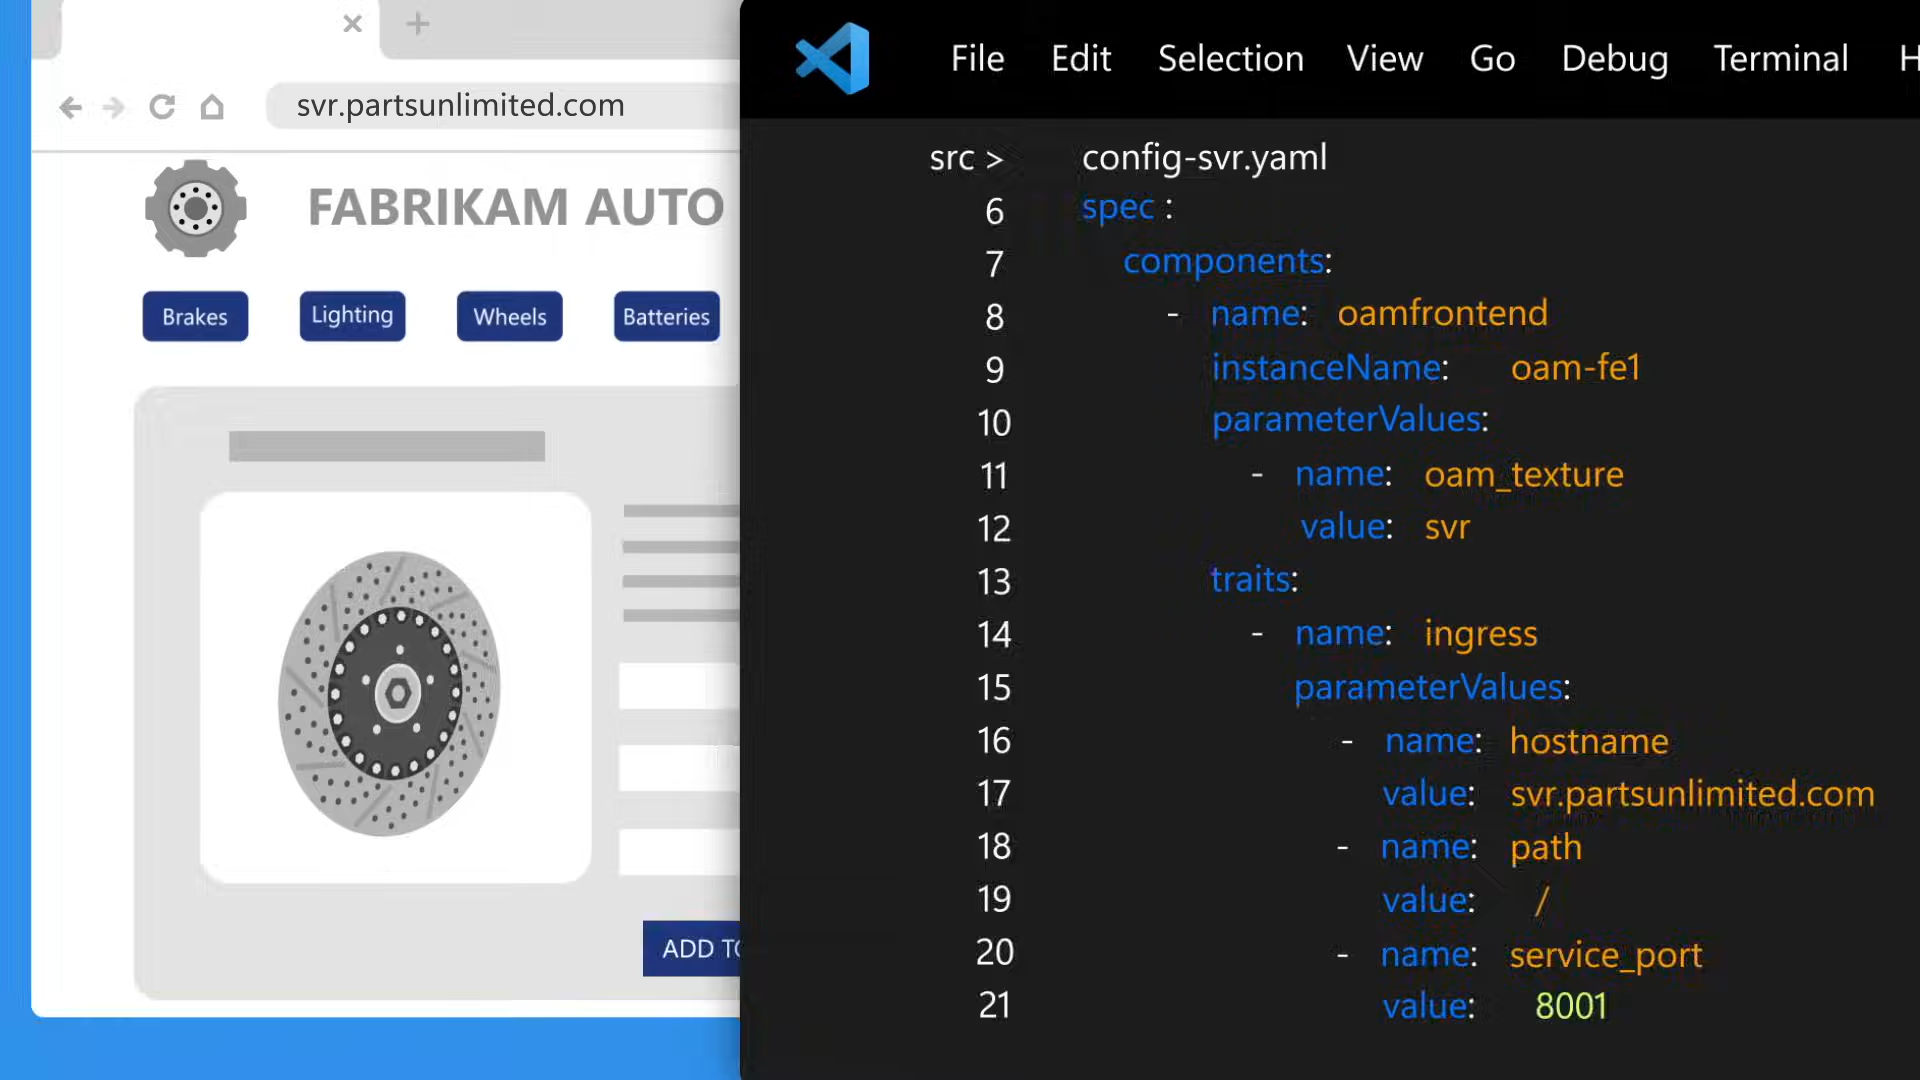 svr.partsunlimited.com
FABRIKAM AUTO
Brakes
Lighting
Wheels
Batteries
ADD TO
File Edit Selection View Go Debug Terminal H
src > config-svr.yaml
6 spec :
7 components:
8 - name: oamfrontend
9 instanceName: oam-fe1
10 parameterValues:
11 - name: oam_texture
12 value: svr
13 traits:
14 - name: ingress
15 parameterValues:
16 - name: hostname
17 value: svr.partsunlimited.com
18 - name: path
19 value: /
20 - name: service_port
21 value: 8001